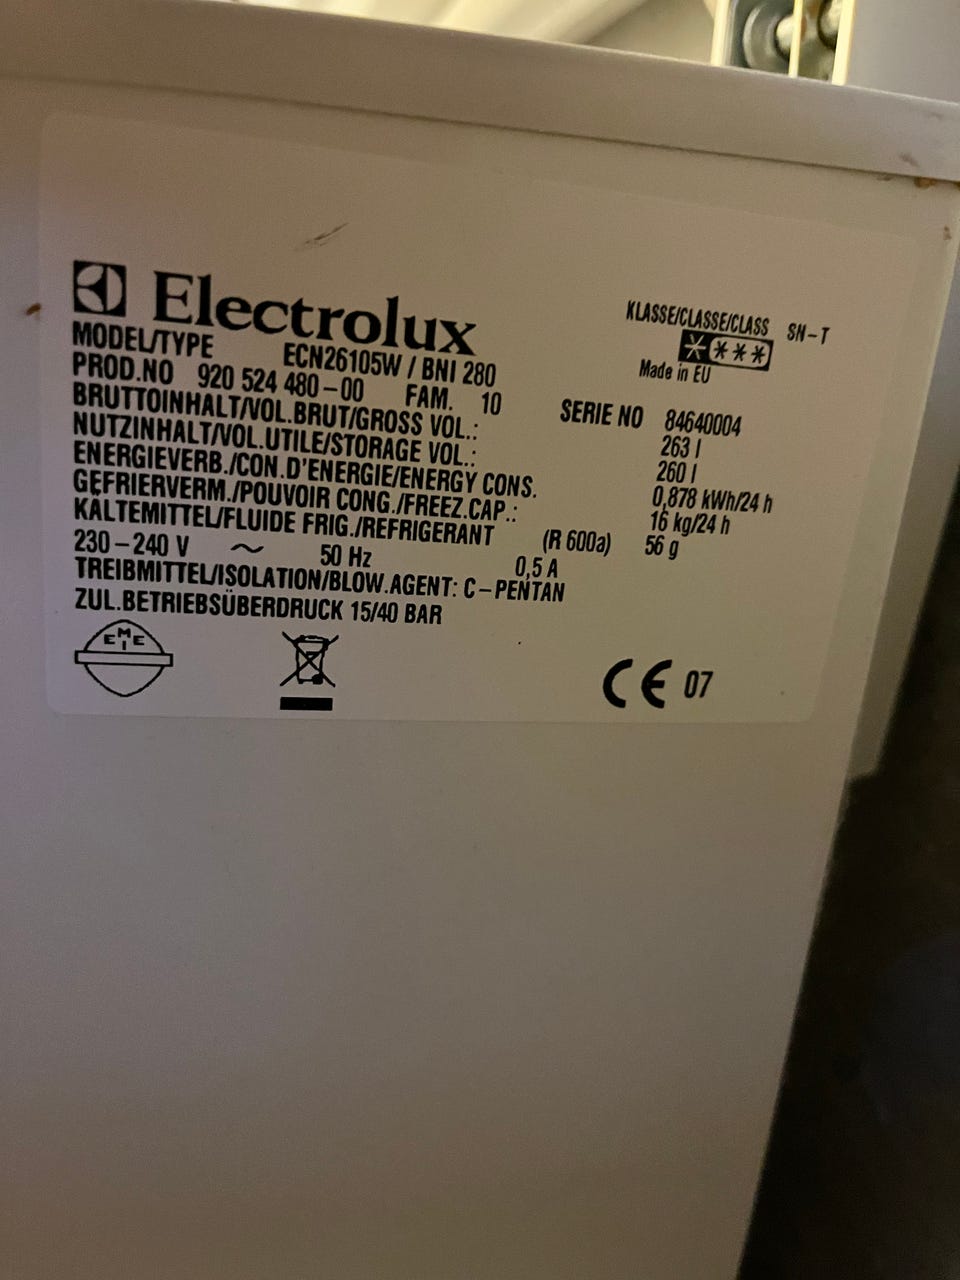 Electrolux
KLASSE/CLASSE/CLASS SN-T
Made in EU
MODEL/TYPE ECN26105W / BNI 280
PROD.NO 920 524 480-00 FAM. 10 SERIE NO 84640004
BRUTTOINHALT/VOL.BRUT/GROSS VOL.: 263 l
NUTZINHALT/VOL.UTILE/STORAGE VOL.: 260 l
ENERGIEVERB./CON.D'ENERGIE/ENERGY CONS. 0,878 kWh/24 h
GEFRIERVERM./POUVOIR CONG./FREEZ.CAP.: 16 kg/24 h
KÄLTEMITTEL/FLUIDE FRIG./REFRIGERANT (R 600a) 56 g
230-240 V ~ 50 Hz 0,5 A
TREIBMITTEL/ISOLATION/BLOW.AGENT: C-PENTAN
ZUL.BETRIEBSÜBERDRUCK 15/40 BAR
EMEI
CE 07